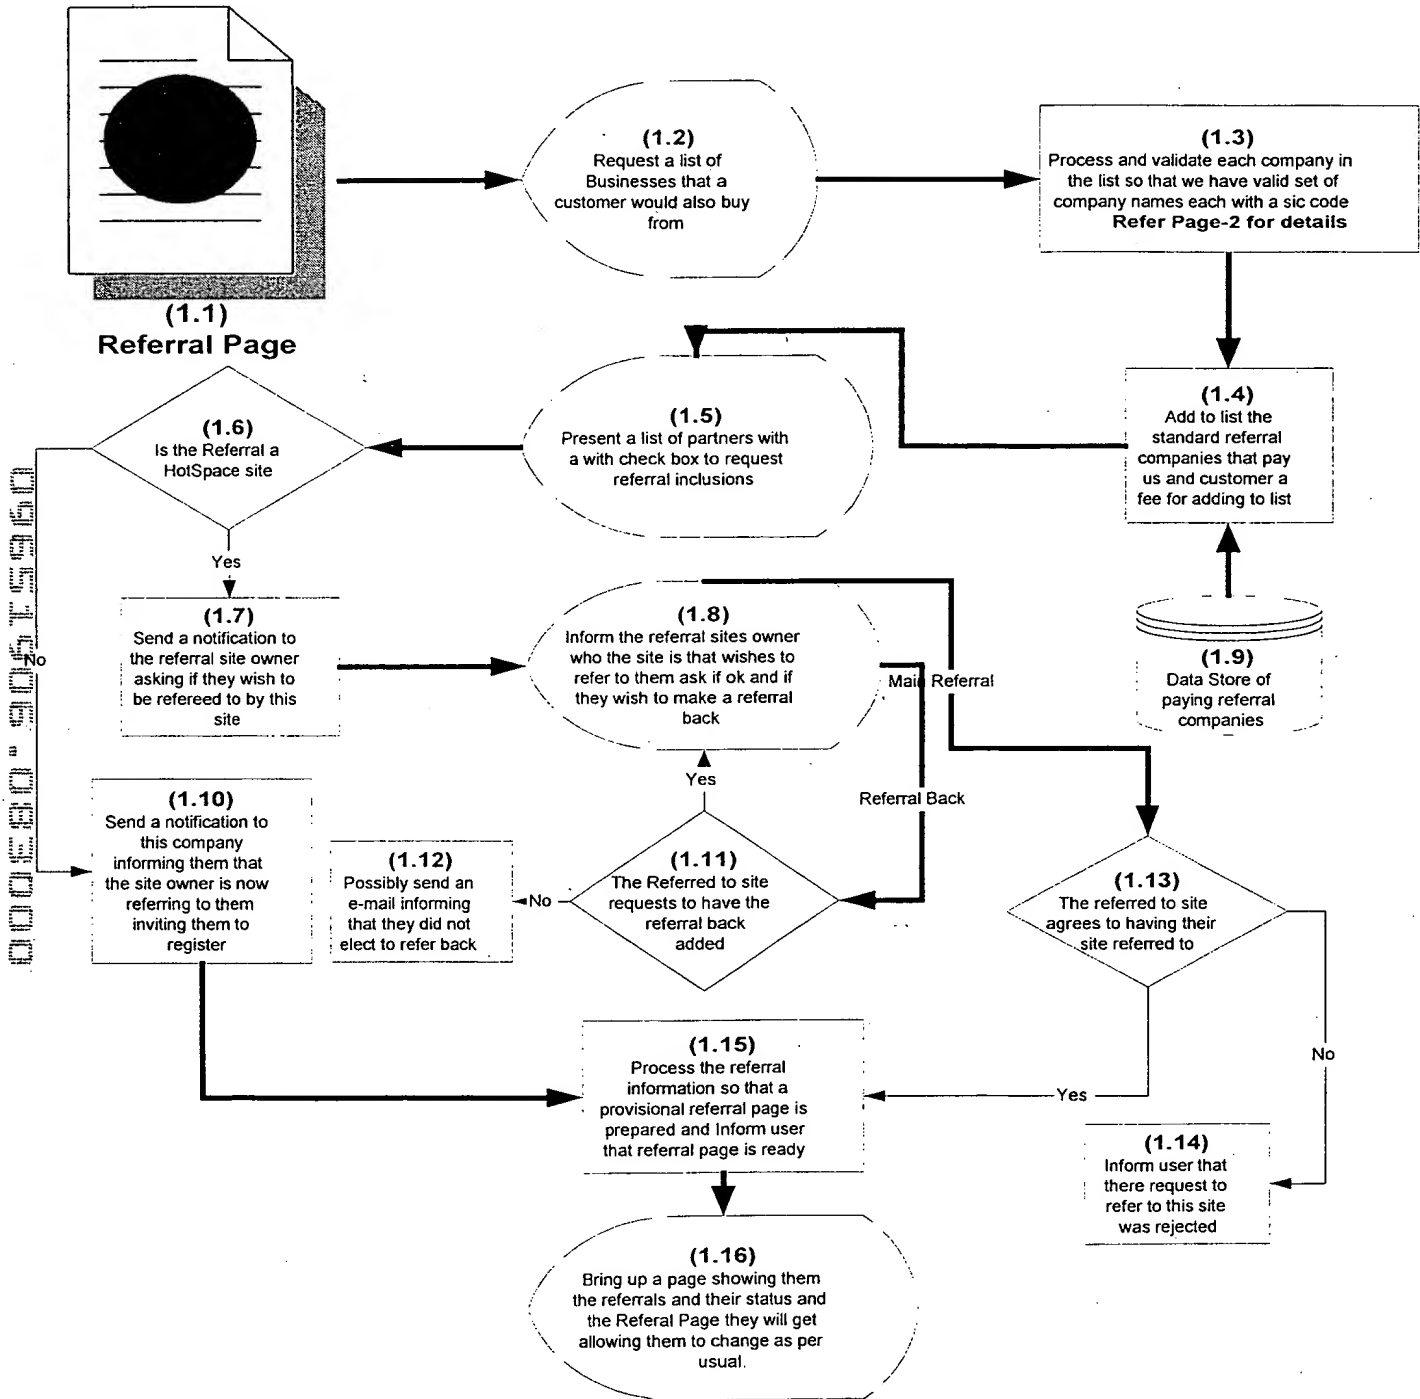 (1.1)
Referral Page
(1.2)
Request a list of
Businesses that a
customer would also buy
from
(1.3)
Process and validate each company in
the list so that we have valid set of
company names each with a sic code
Refer Page-2 for details
(1.4)
Add to list the
standard referral
companies that pay
us and customer a
fee for adding to list
(1.5)
Present a list of partners with
a with check box to request
referral inclusions
(1.6)
Is the Referral a
HotSpace site
Yes
No
(1.7)
Send a notification to
the referral site owner
asking if they wish to
be refereed to by this
site
(1.8)
Inform the referral sites owner
who the site is that wishes to
refer to them ask if ok and if
they wish to make a referral
back
Main Referral
Referral Back
(1.9)
Data Store of
paying referral
companies
(1.10)
Send a notification to
this company
informing them that
the site owner is now
referring to them
inviting them to
register
(1.12)
Possibly send an
e-mail informing
that they did not
elect to refer back
No
Yes
(1.11)
The Referred to site
requests to have the
referral back
added
(1.13)
The referred to site
agrees to having their
site referred to
Yes
No
(1.15)
Process the referral
information so that a
provisional referral page is
prepared and Inform user
that referral page is ready
(1.14)
Inform user that
there request to
refer to this site
was rejected
(1.16)
Bring up a page showing them
the referrals and their status and
the Referal Page they will get
allowing them to change as per
usual.
09651906.083000